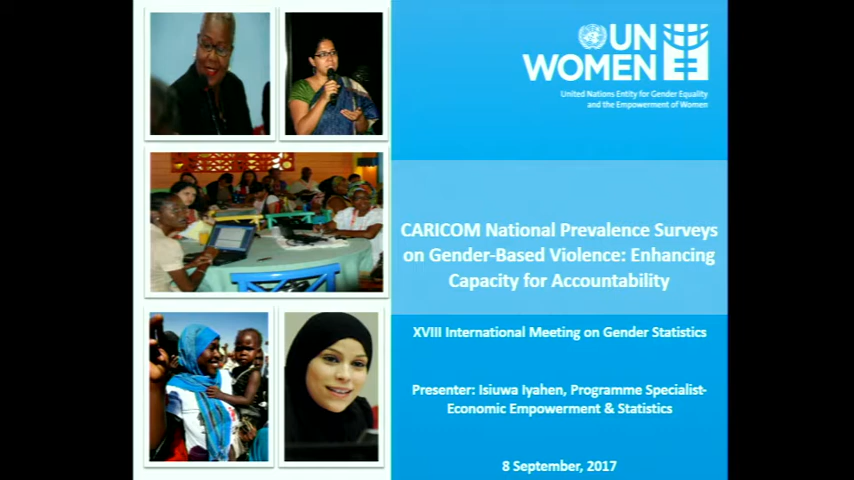 UN
WOMEN
United Nations Entity for Gender Equality
and the Empowerment of Women
CARICOM National Prevalence Surveys
on Gender-Based Violence: Enhancing
Capacity for Accountability
XVIII International Meeting on Gender Statistics
Presenter: Isiuwa Iyahen, Programme Specialist-
Economic Empowerment & Statistics
8 September, 2017